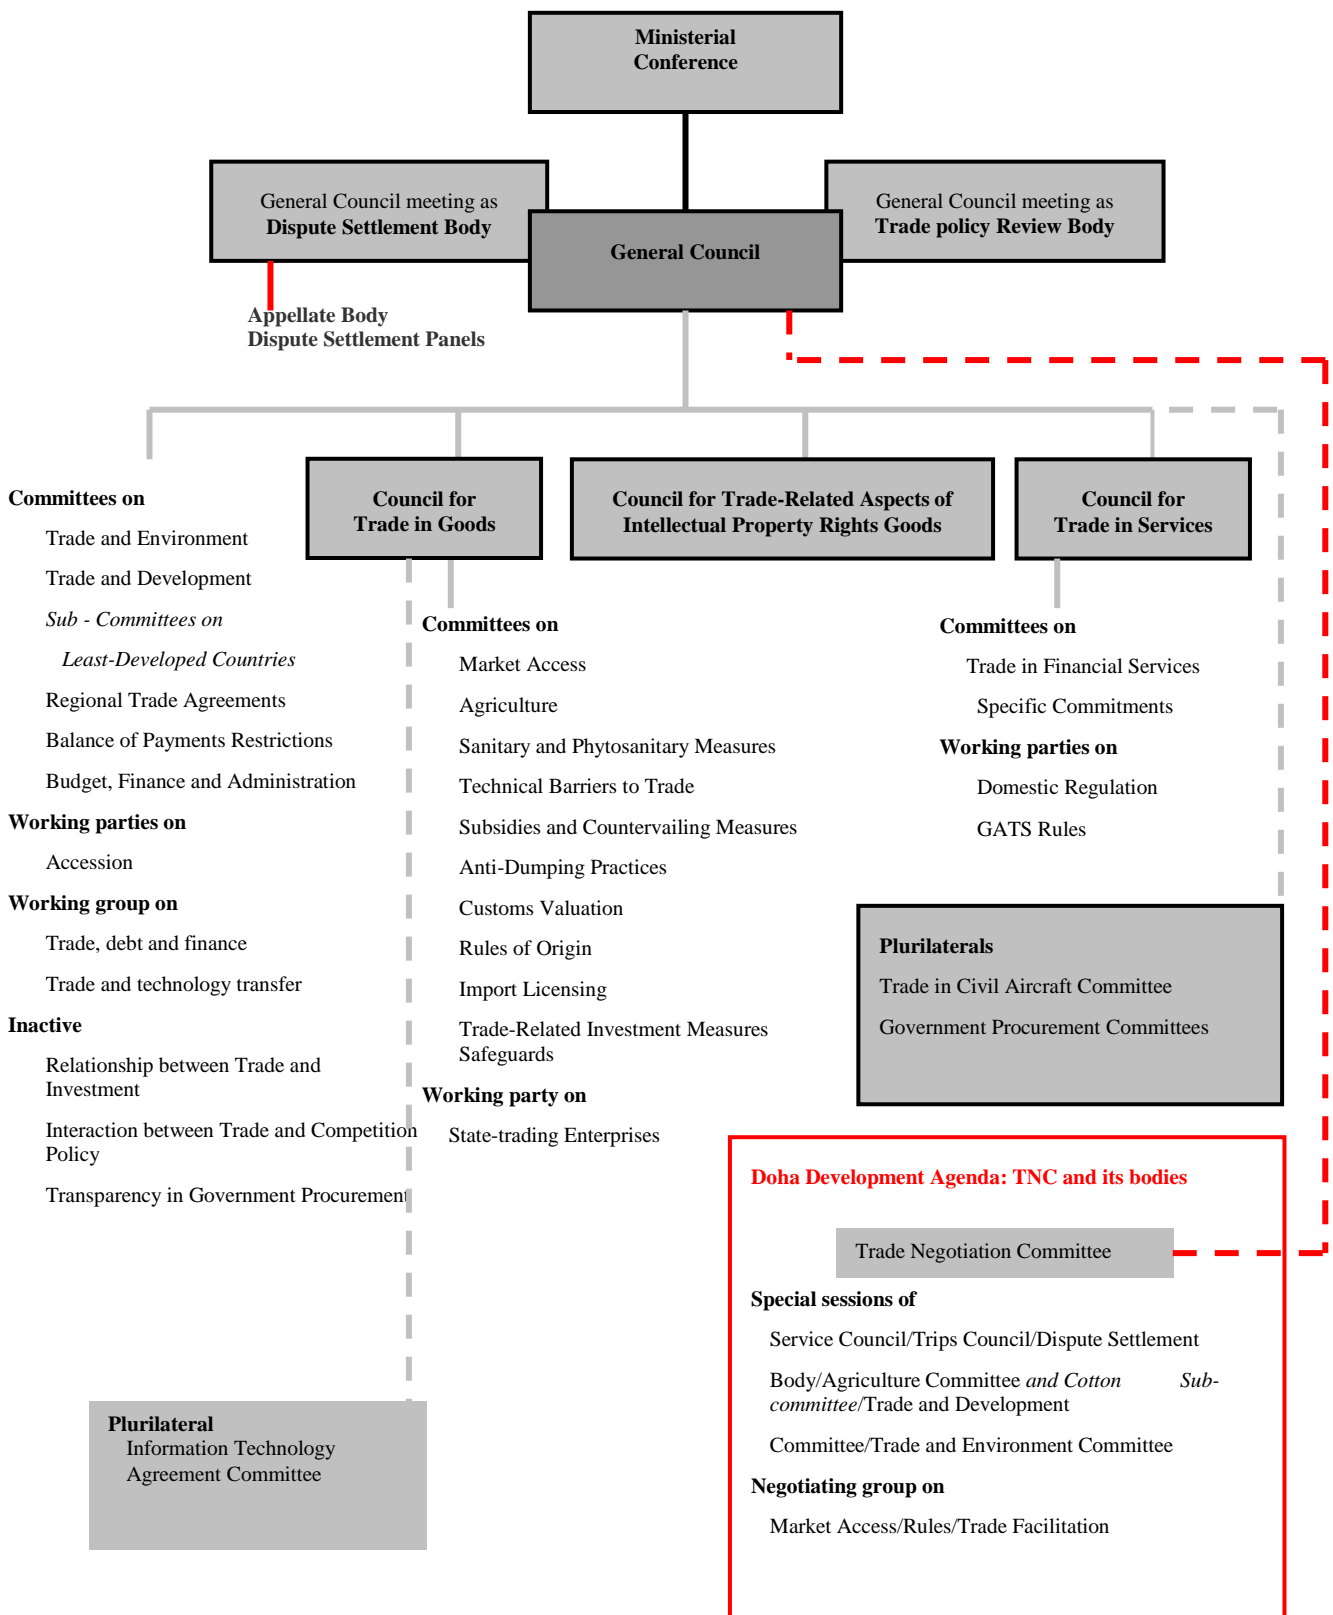 Ministerial
Conference
General Council meeting as
Dispute Settlement Body
General Council
General Council meeting as
Trade policy Review Body
Appellate Body
Dispute Settlement Panels
Committees on
Trade and Environment
Trade and Development
Sub - Committees on
Least-Developed Countries
Regional Trade Agreements
Balance of Payments Restrictions
Budget, Finance and Administration
Working parties on
Accession
Working group on
Trade, debt and finance
Trade and technology transfer
Inactive
Relationship between Trade and
Investment
Interaction between Trade and Competition
Policy
Transparency in Government Procurement
Council for
Trade in Goods
Committees on
Market Access
Agriculture
Sanitary and Phytosanitary Measures
Technical Barriers to Trade
Subsidies and Countervailing Measures
Anti-Dumping Practices
Customs Valuation
Rules of Origin
Import Licensing
Trade-Related Investment Measures
Safeguards
Working party on
State-trading Enterprises
Plurilateral
Information Technology
Agreement Committee
Council for Trade-Related Aspects of
Intellectual Property Rights Goods
Council for
Trade in Services
Committees on
Trade in Financial Services
Specific Commitments
Working parties on
Domestic Regulation
GATS Rules
Plurilaterals
Trade in Civil Aircraft Committee
Government Procurement Committees
Doha Development Agenda: TNC and its bodies
Trade Negotiation Committee
Special sessions of
Service Council/Trips Council/Dispute Settlement
Body/Agriculture Committee and Cotton Sub-
committee/Trade and Development
Committee/Trade and Environment Committee
Negotiating group on
Market Access/Rules/Trade Facilitation